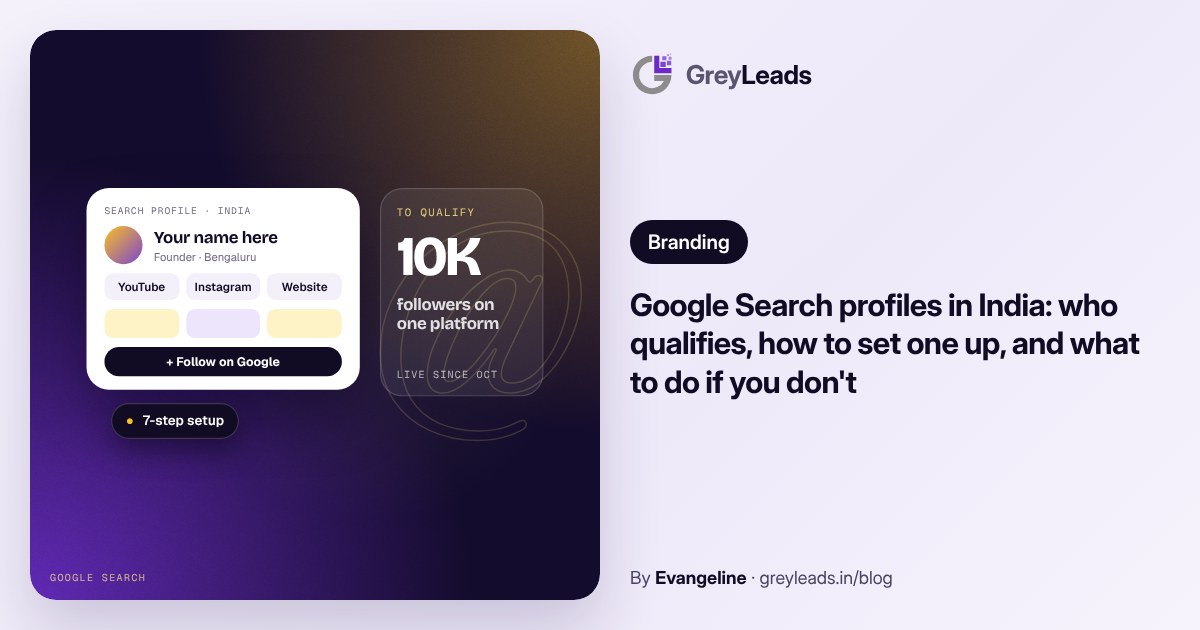 SEARCH PROFILE · INDIA
Your name here
Founder · Bengaluru
YouTube
Instagram
Website
+ Follow on Google
7-step setup
TO QUALIFY
10K
followers on
one platform
LIVE SINCE OCT
GOOGLE SEARCH
GreyLeads
Branding
Google Search profiles in India: who
qualifies, how to set one up, and what
to do if you don't
By Evangeline · greyleads.in/blog